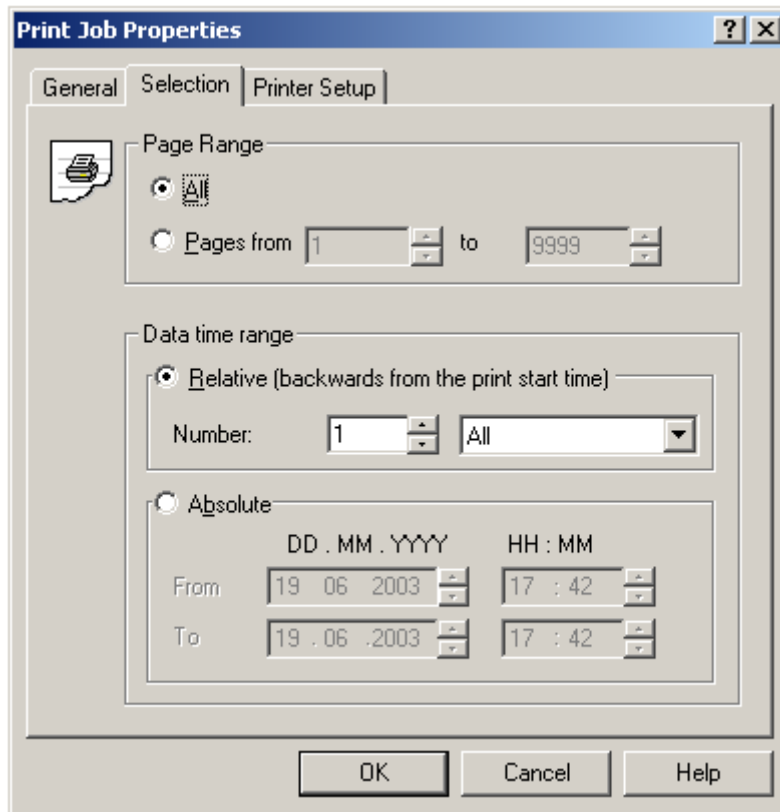 Print Job Properties
General Selection Printer Setup
Page Range
All
Pages from 1 to 9999
Data time range
Relative (backwards from the print start time)
Number: 1 All
Absolute
DD . MM . YYYY HH : MM
From 19 06 2003 17 : 42
To 19 . 06 .2003 17 : 42
OK Cancel Help